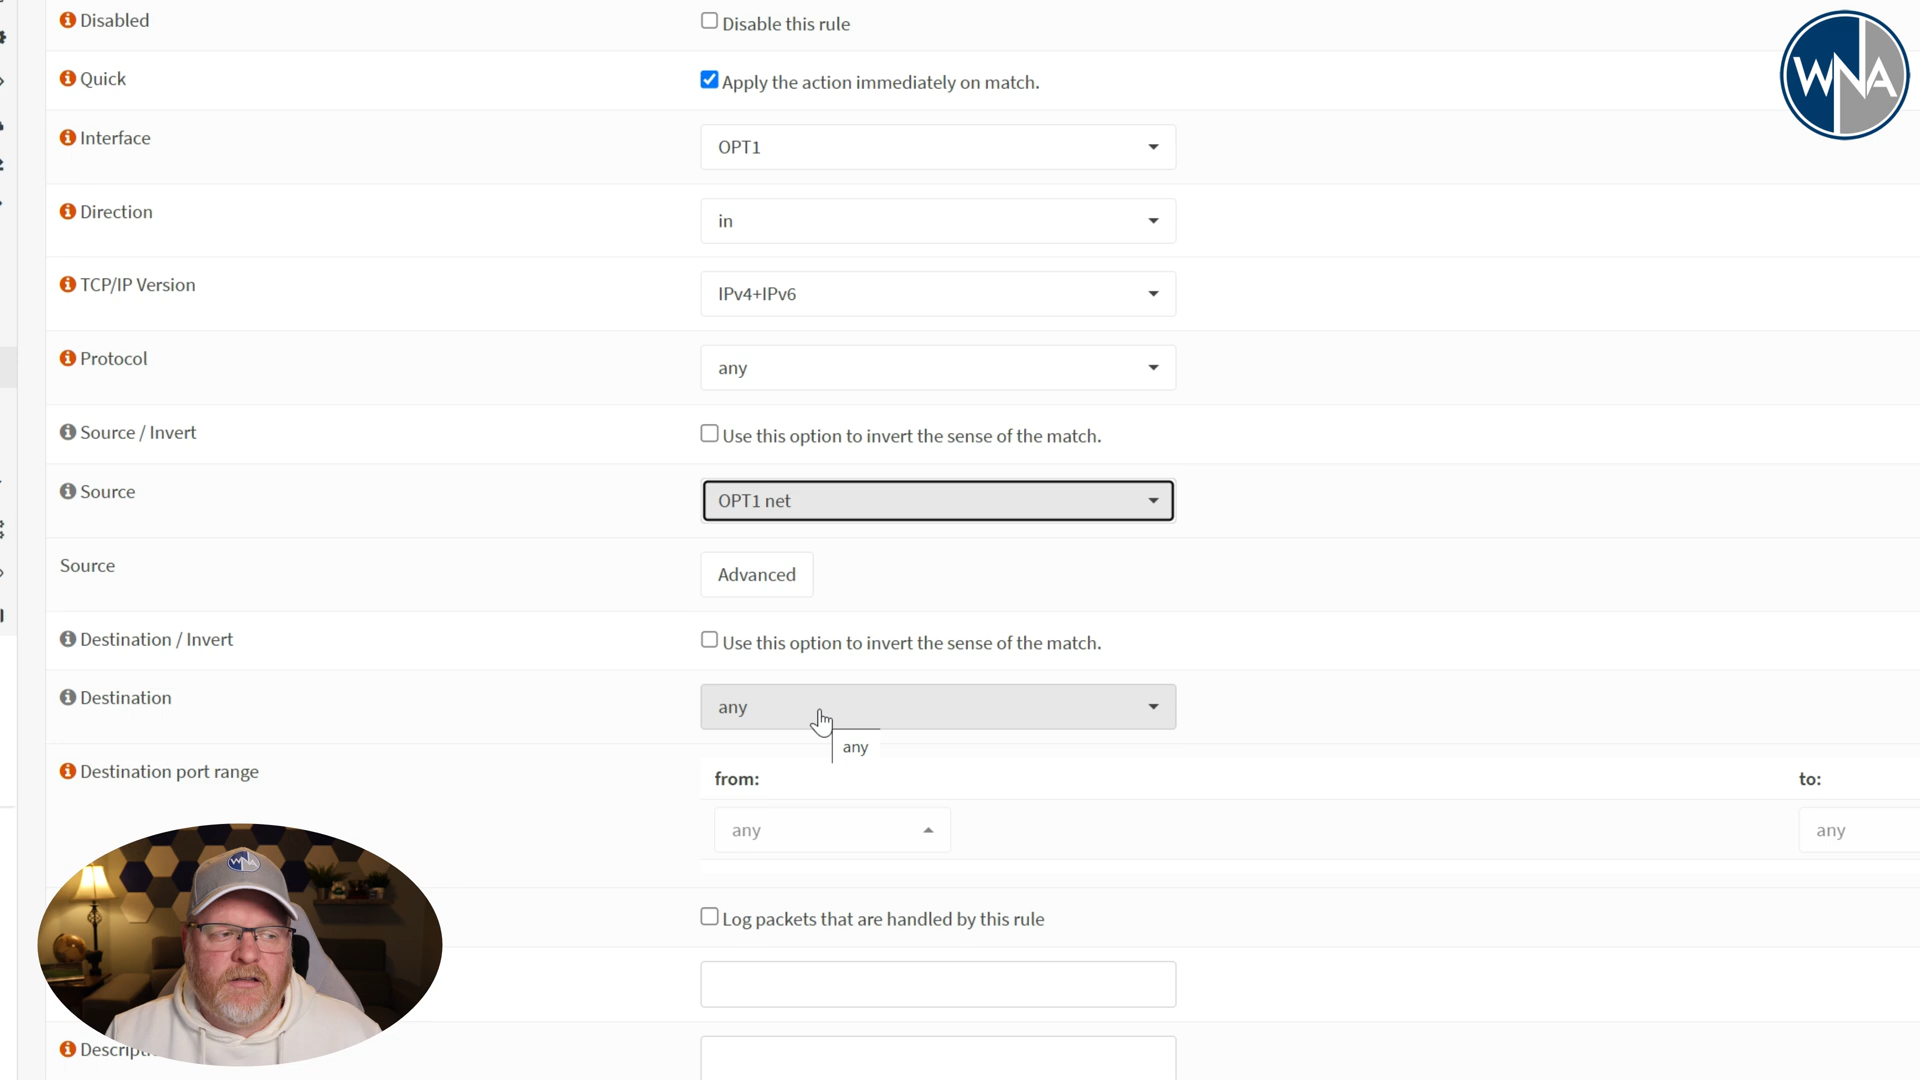 Disabled
Disable this rule
Quick
Apply the action immediately on match.
Interface
OPT1
Direction
in
TCP/IP Version
IPv4+IPv6
Protocol
any
Source / Invert
Use this option to invert the sense of the match.
Source
OPT1 net
Source
Advanced
Destination / Invert
Use this option to invert the sense of the match.
Destination
any
any
Destination port range
from:
to:
any
any
Log packets that are handled by this rule
WNA
WNA